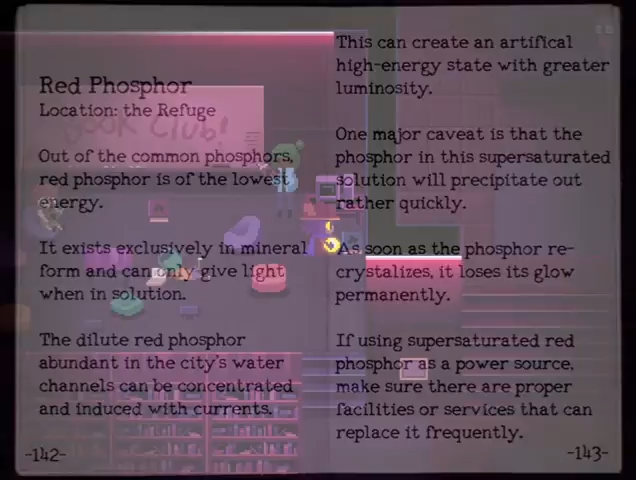 Red Phosphor
Location: the Refuge
Book Club!
Out of the common phosphors,
red phosphor is of the lowest
energy.
It exists exclusively in mineral
form and can only give light
when in solution.
The dilute red phosphor
abundant in the city's water
channels can be concentrated
and induced with currents.
-142-
This can create an artifical
high-energy state with greater
luminosity.
One major caveat is that the
phosphor in this supersaturated
solution will precipitate out
rather quickly.
As soon as the phosphor re-
crystalizes, it loses its glow
permanently.
If using supersaturated red
phosphor as a power source,
make sure there are proper
facilities or services that can
replace it frequently.
-143-